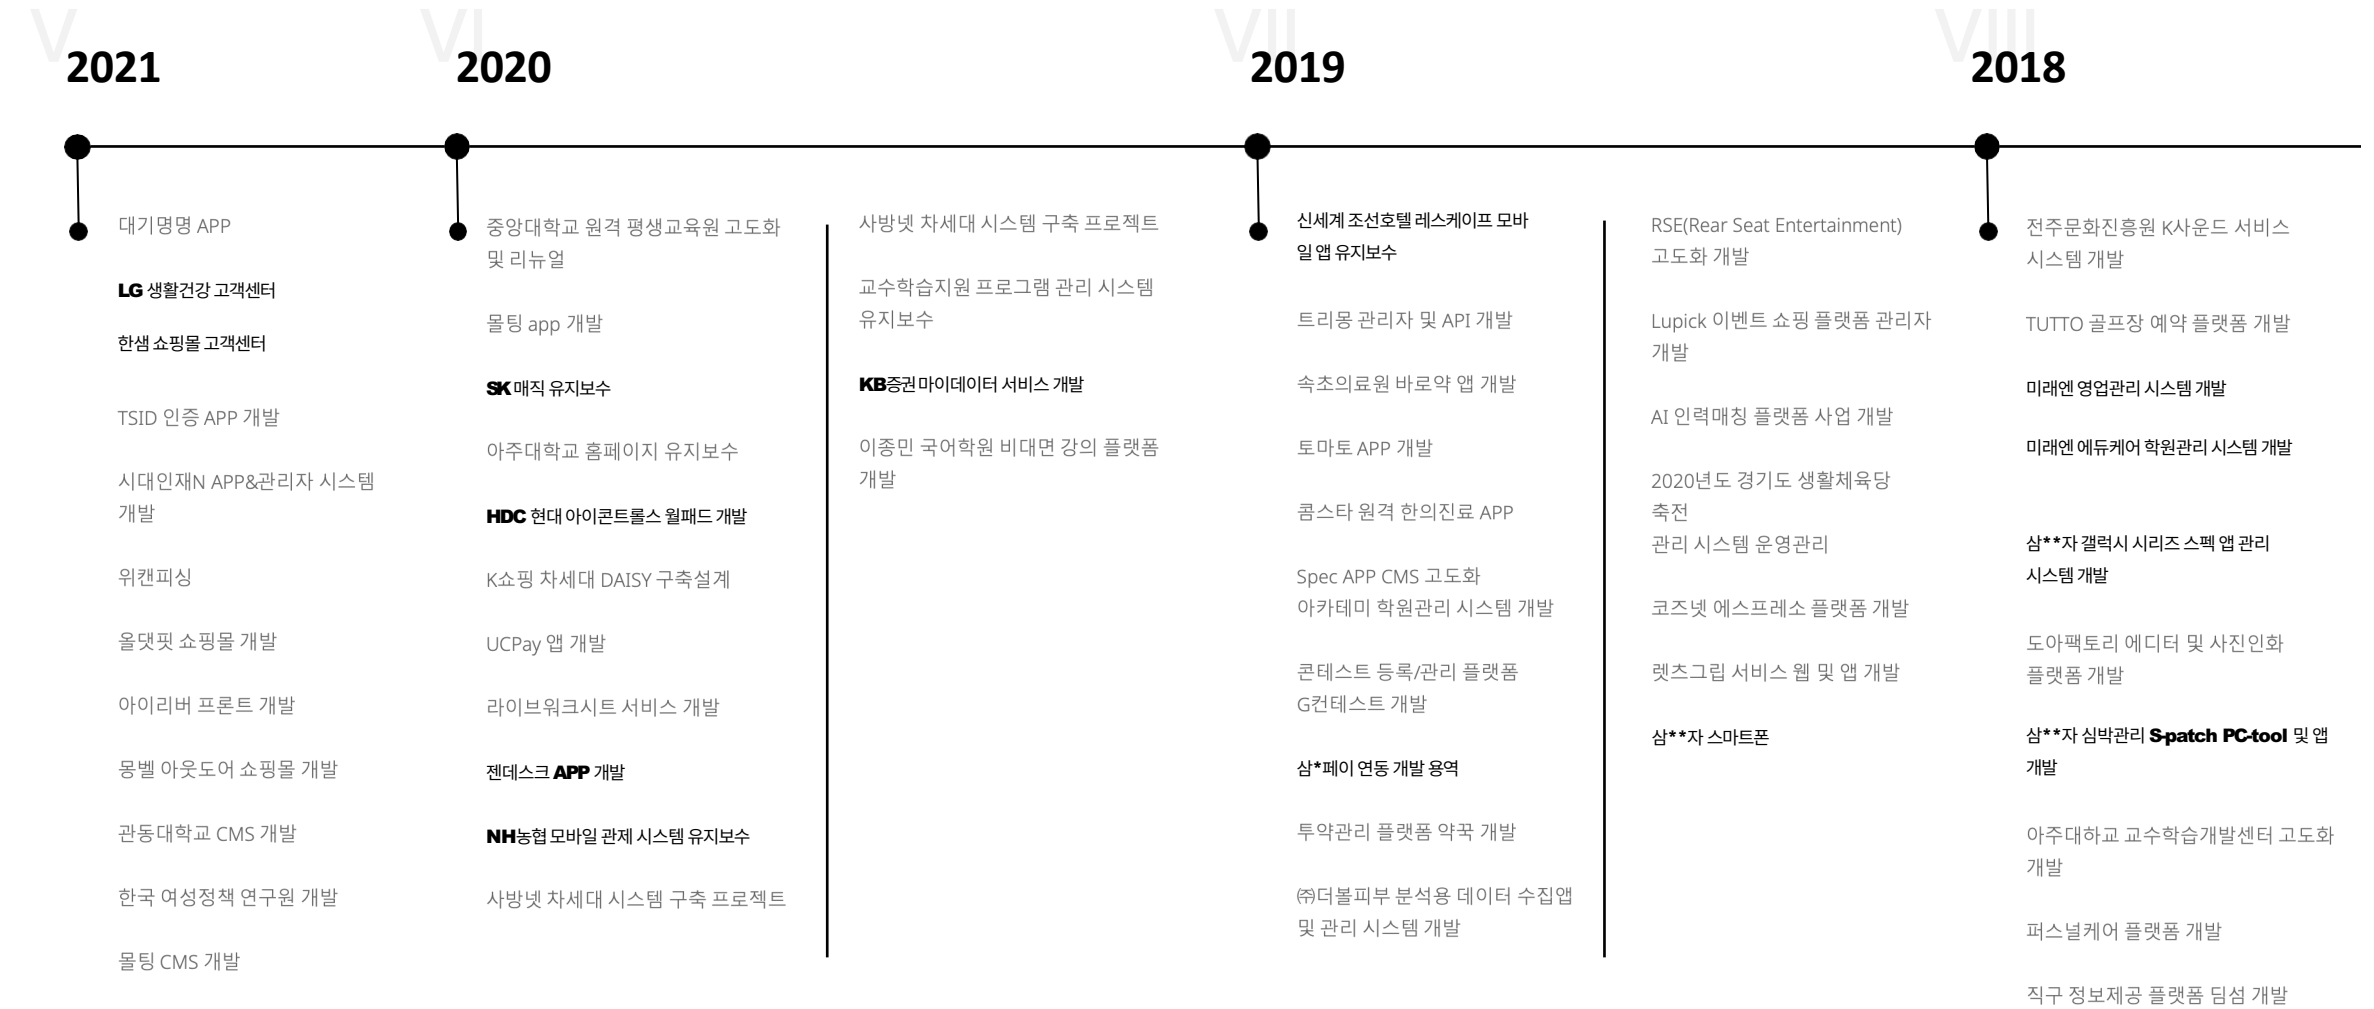 V
2021
대기명명 APP
LG 생활건강 고객센터
한샘 쇼핑몰 고객센터
TSID 인증 APP 개발
시대인재N APP&관리자 시스템
개발
위캔피싱
올댓핏 쇼핑몰 개발
아이리버 프론트 개발
몽벨 아웃도어 쇼핑몰 개발
관동대학교 CMS 개발
한국 여성정책 연구원 개발
몰팅 CMS 개발
VI
2020
중앙대학교 원격 평생교육원 고도화
및 리뉴얼
몰팅 app 개발
SK 매직 유지보수
아주대학교 홈페이지 유지보수
HDC 현대 아이콘트롤스 월패드 개발
K쇼핑 차세대 DAISY 구축설계
UCPay 앱 개발
라이브워크시트 서비스 개발
젠데스크 APP 개발
NH농협 모바일 관제 시스템 유지보수
사방넷 차세대 시스템 구축 프로젝트
사방넷 차세대 시스템 구축 프로젝트
교수학습지원 프로그램 관리 시스템
유지보수
KB증권 마이데이터 서비스 개발
이종민 국어학원 비대면 강의 플랫폼
개발
VII
2019
신세계 조선호텔 레스케이프 모바
일 앱 유지보수
트리몽 관리자 및 API 개발
속초의료원 바로약 앱 개발
토마토 APP 개발
콤스타 원격 한의진료 APP
Spec APP CMS 고도화
아카테미 학원관리 시스템 개발
콘테스트 등록/관리 플랫폼
G컨테스트 개발
삼*페이 연동 개발 용역
투약관리 플랫폼 약꾹 개발
㈜더볼피부 분석용 데이터 수집앱
및 관리 시스템 개발
RSE(Rear Seat Entertainment)
고도화 개발
Lupick 이벤트 쇼핑 플랫폼 관리자
개발
AI 인력매칭 플랫폼 사업 개발
2020년도 경기도 생활체육당
축전
관리 시스템 운영관리
코즈넷 에스프레소 플랫폼 개발
렛츠그립 서비스 웹 및 앱 개발
삼**자 스마트폰
VIII
2018
전주문화진흥원 K사운드 서비스
시스템 개발
TUTTO 골프장 예약 플랫폼 개발
미래엔 영업관리 시스템 개발
미래엔 에듀케어 학원관리 시스템 개발
삼**자 갤럭시 시리즈 스펙 앱 관리
시스템 개발
도아팩토리 에디터 및 사진인화
플랫폼 개발
삼**자 심박관리 S-patch PC-tool 및 앱
개발
아주대하교 교수학습개발센터 고도화
개발
퍼스널케어 플랫폼 개발
직구 정보제공 플랫폼 딤섬 개발